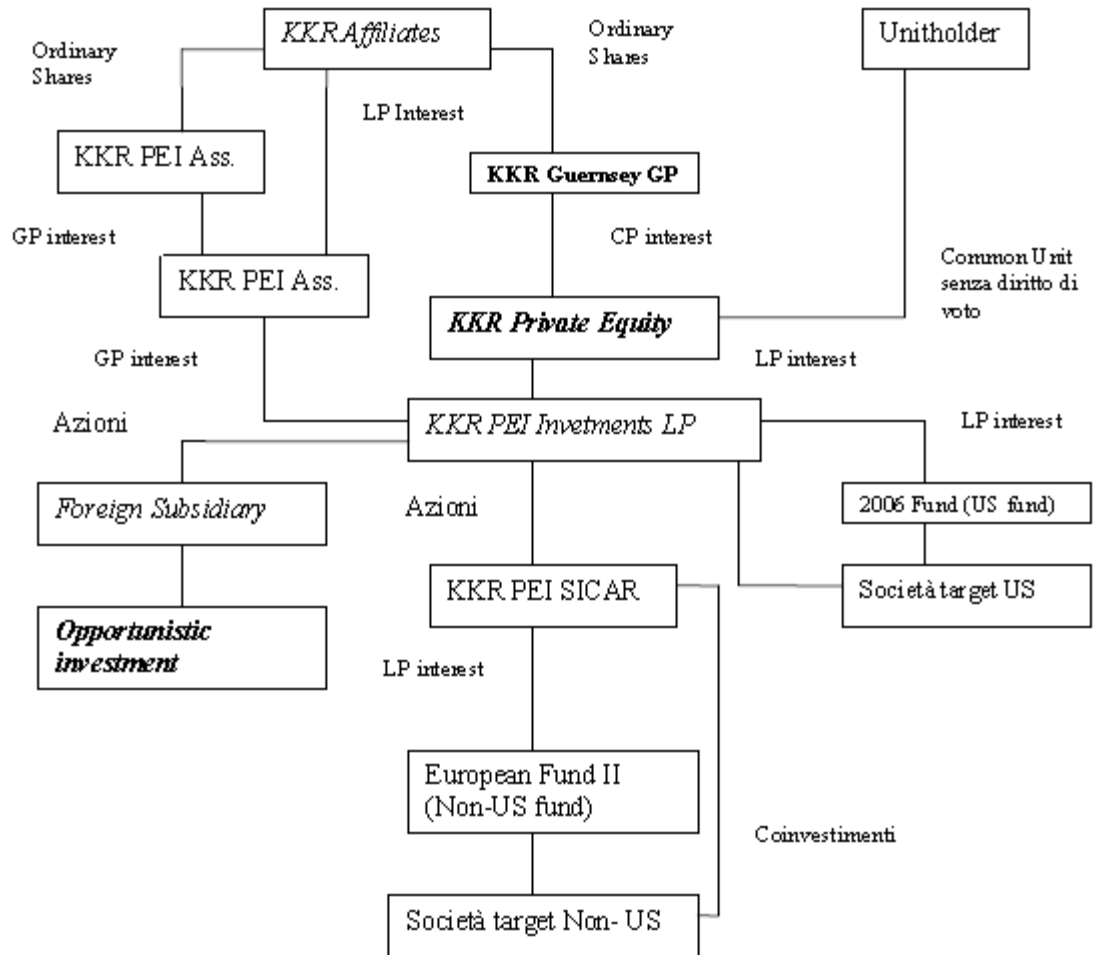 KKR Affiliates
Unitholder
Ordinary
Shares
Ordinary
Shares
LP Interest
KKR PEI Ass.
KKR Guernsey GP
GP interest
CP interest
KKR PEI Ass.
Common Unit
senza diritto di
voto
KKR Private Equity
GP interest
LP interest
Azioni
KKR PEI Invetments LP
LP interest
Foreign Subsidiary
Azioni
2006 Fund (US fund)
KKR PEI SICAR
Società target US
Opportunistic
investment
LP interest
European Fund II
(Non-US fund)
Coinvestimenti
Società target Non- US